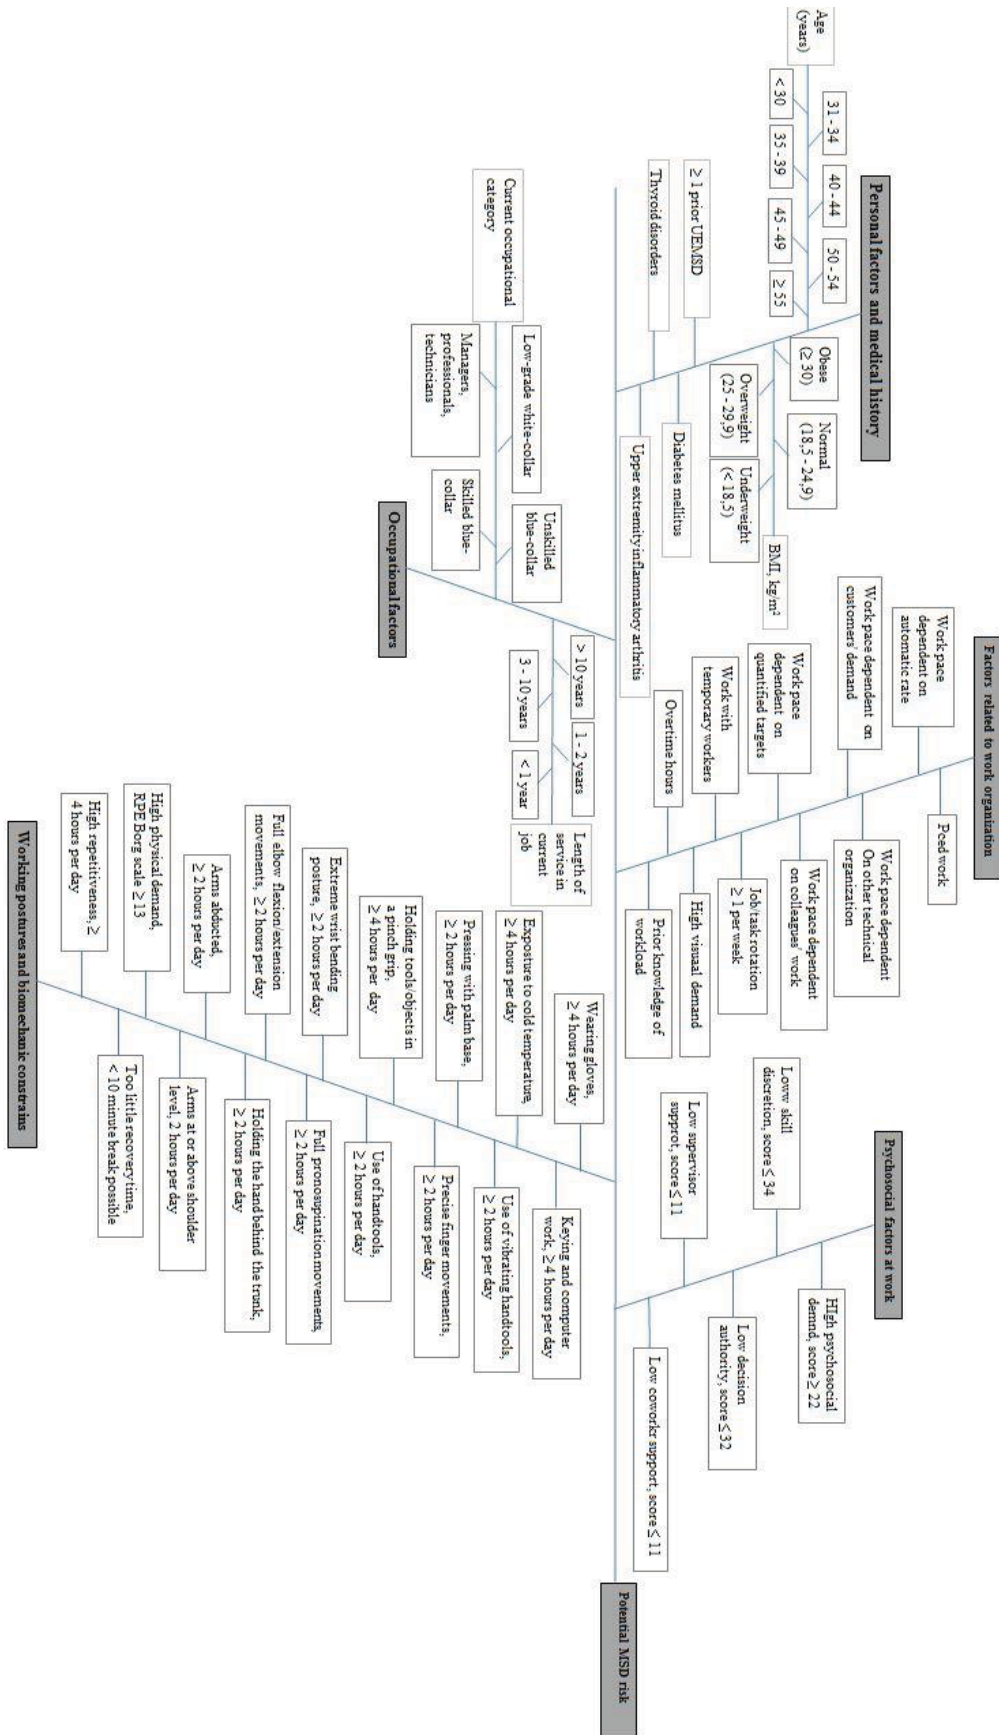 Personal factors and medical history
Age
(years)
31 - 34
40 - 44
50 - 54
< 30
35 - 39
45 - 49
≥ 55
Obese
(≥ 30)
Normal
(18,5 - 24,9)
BMI, kg/m²
Overweight
(25 - 29,9)
Underweight
(< 18,5)
≥ 1 prior UEMSD
Diabetes mellitus
Thyroid disorders
Upper extremity inflammatory arthritis
Factors related to work organization
Pced work
Work pace
dependent on
automatic rate
Work pace dependent
On other technical
organization
Work pace dependent on
customers' demand
Work pace dependent
on colleagues' work
Work pace
dependent on
quantified targets
Job/task rotation
≥ 1 per week
Work with
temporary workers
High visuaal demand
Overtime hours
Prior knowledge of
workload
Psychosocial factors at work
HIgh psychosocial
demnd, score ≥ 22
Loww skill
discretion, score ≤ 34
Low decision
authority, score ≤ 32
Low supervisor
supprot, score ≤ 11
Low coworkr support, score ≤ 11
Potential MSD risk
Current occupational
category
Low-grade white-collar
Unskilled
blue-collar
Managers,
professionals,
technicians
Skilled blue-
collar
> 10 years
1 - 2 years
3 - 10 years
< 1 year
Length of
service in
current
job
Occupational factors
Wearing gloves,
≥ 4 hours per day
Keying and computer
work, ≥ 4 hours per day
Exposture to cold temperature,
≥ 4 hours per day
Use of vibrating handtools,
≥ 2 hours per day
Pressing with palm base,
≥ 2 hours per day
Precise finger movements,
≥ 2 hours per day
Holding tools/objects in
a pinch grip,
≥ 4 hours per day
Use of handtools,
≥ 2 hours per day
Extreme wrist bending
posture, ≥ 2 hours per day
Full pronosupination movements,
≥ 2 hours per day
Full elbow flexion/extension
movements, ≥ 2 hours per day
Holding the hand behind the trunk,
≥ 2 hours per day
Arms abducted,
≥ 2 hours per day
Arms at or above shoulder
level, 2 hours per day
High physical demand,
RPE Borg scale ≥ 13
Too little recovery time,
< 10 minute break possible
High repetitiveness, ≥
4 hours per day
Working postures and biomechanic constrains